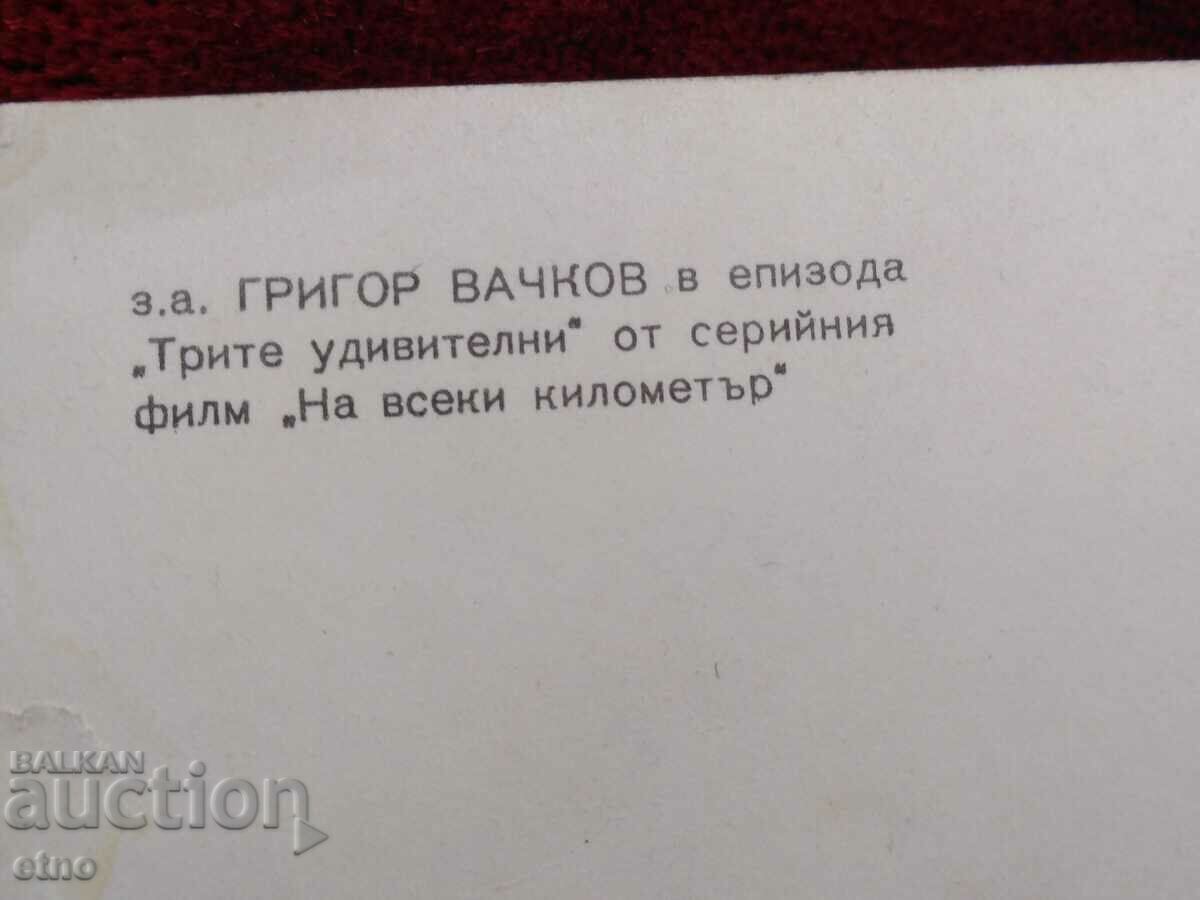 з.а. ГРИГОР ВАЧКОВ в епизода
„Трите удивителни“ от серийния
филм „На всеки километър“
BALKAN
auction
etno